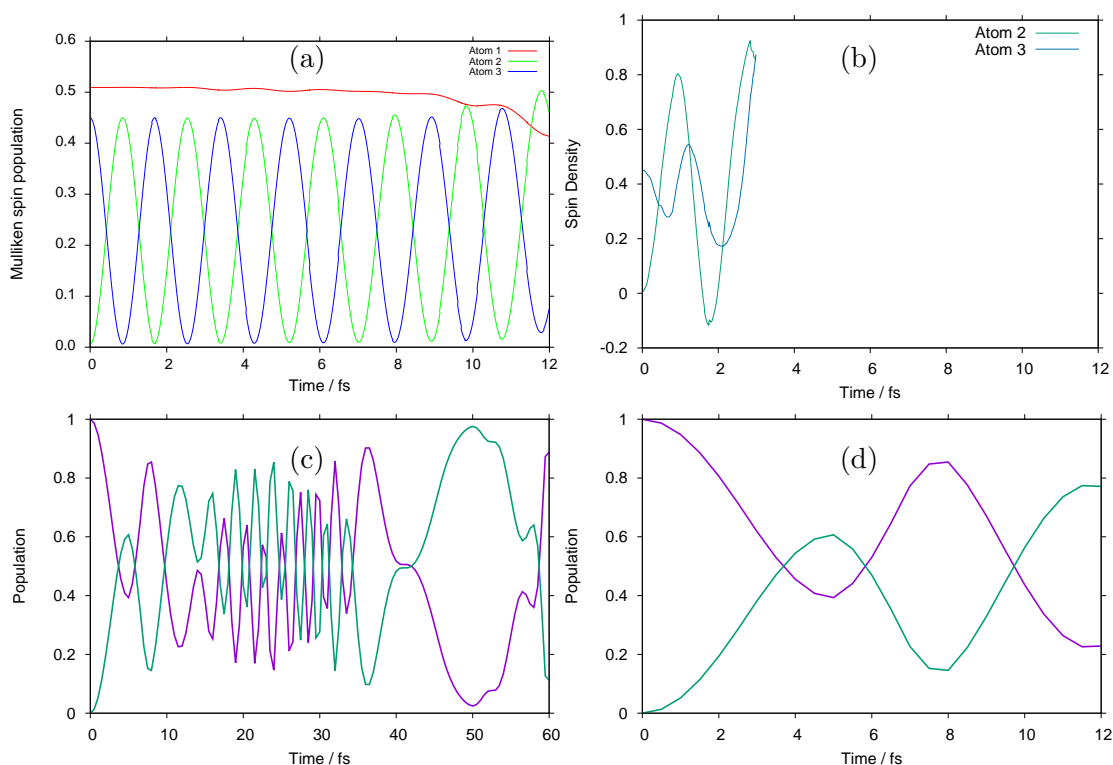 (a)
Atom 1
Atom 2
Atom 3
Mulliken spin population
0.6
0.5
0.4
0.3
0.2
0.1
0.0
0 2 4 6 8 10 12
Time / fs
(b)
Atom 2
Atom 3
Spin Density
1
0.8
0.6
0.4
0.2
0
-0.2
0 2 4 6 8 10 12
Time / fs
(c)
Population
1
0.8
0.6
0.4
0.2
0
0 10 20 30 40 50 60
Time / fs
(d)
Population
1
0.8
0.6
0.4
0.2
0
0 2 4 6 8 10 12
Time / fs